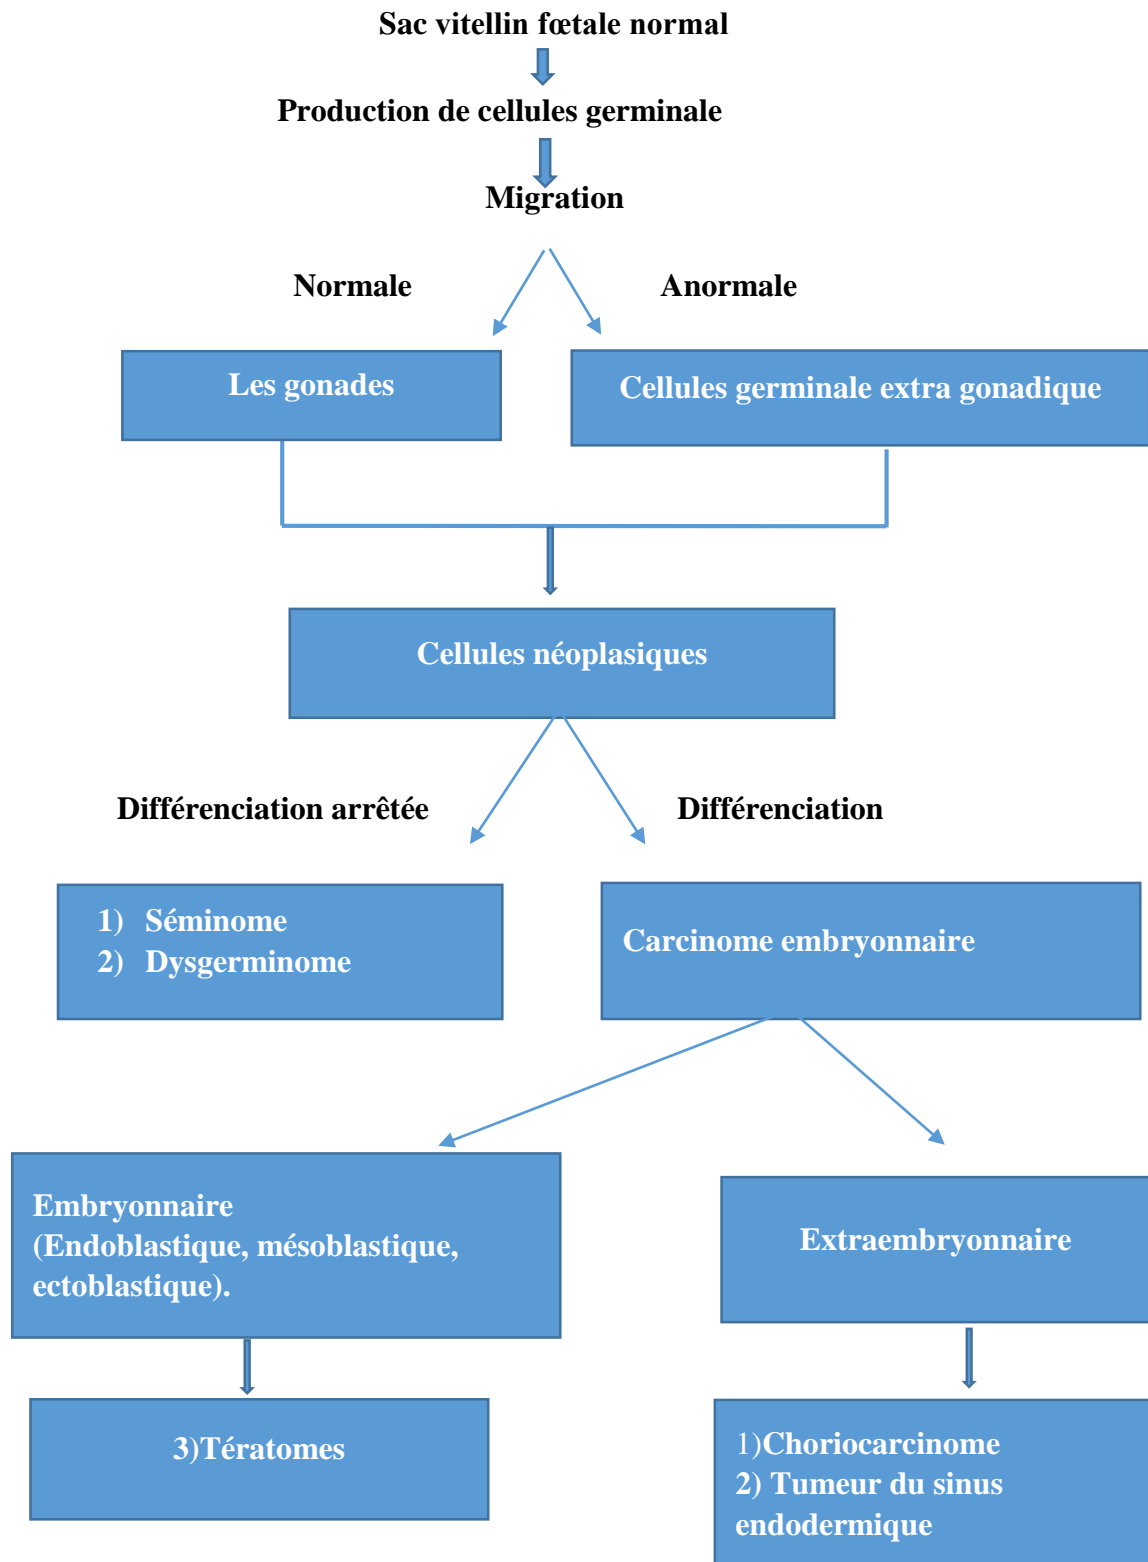 Sac vitellin fœtale normal
Production de cellules germinale
Migration
Normale
Anormale
Les gonades
Cellules germinale extra gonadique
Cellules néoplasiques
Différenciation arrêtée
Différenciation
1) Séminome
2) Dysgerminome
Carcinome embryonnaire
Embryonnaire
(Endoblastique, mésoblastique,
ectoblastique).
Extraembryonnaire
3)Tératomes
1)Choriocarcinome
2) Tumeur du sinus
endodermique